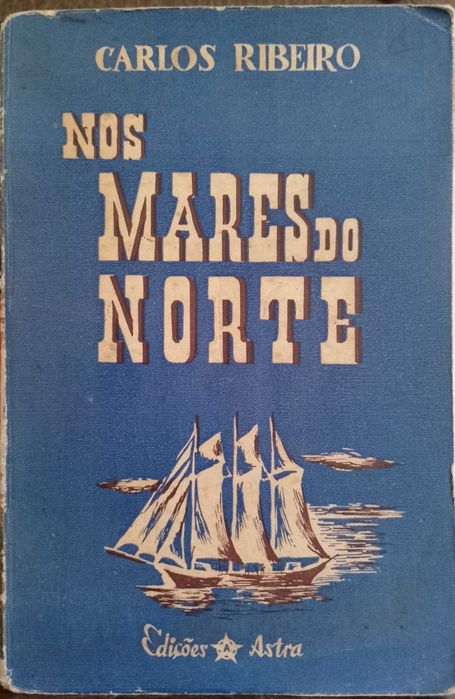 CARLOS RIBEIRO
NOS
MARES DO
NORTE
Edições A Astra